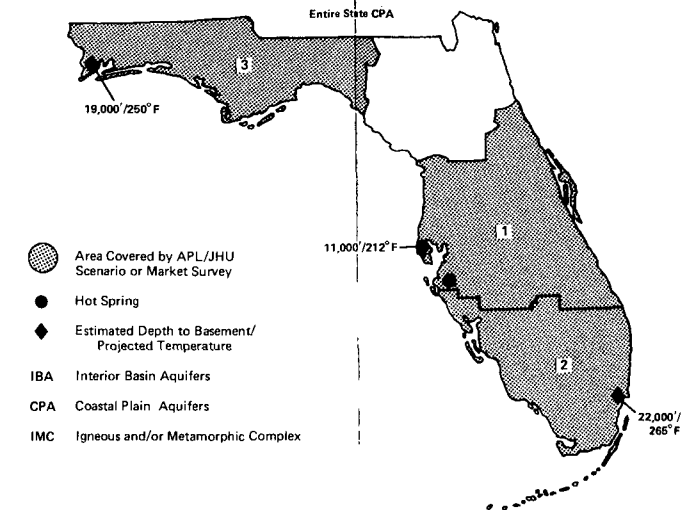 Entire State CPA
3
19,000'/250°F
1
11,000'/212°F
Area Covered by APL/JHU
Scenario or Market Survey
Hot Spring
Estimated Depth to Basement/
Projected Temperature
2
IBA Interior Basin Aquifers
CPA Coastal Plain Aquifers
22,000'/
265°F
IMC Igneous and/or Metamorphic Complex